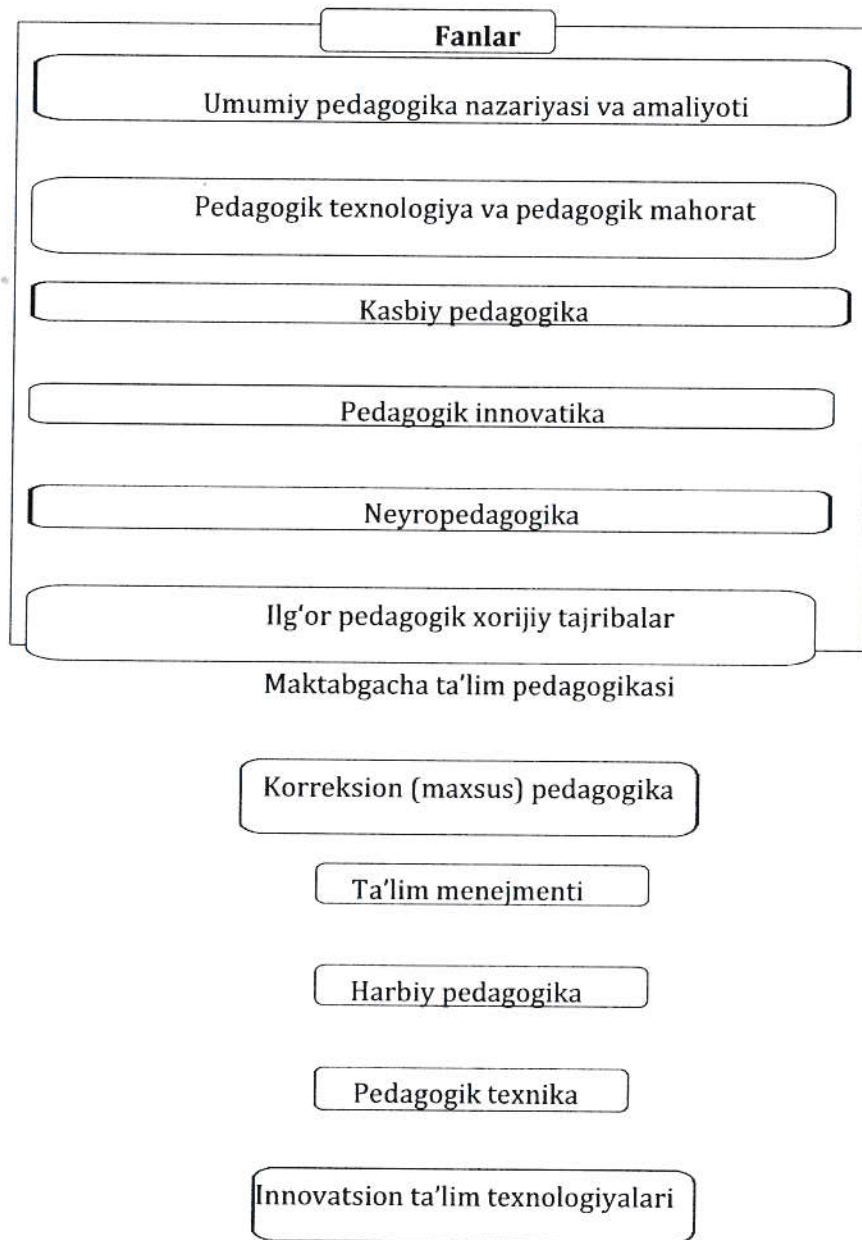 Fanlar
Umumiy pedagogika nazariyasi va amaliyoti
Pedagogik texnologiya va pedagogik mahorat
Kasbiy pedagogika
Pedagogik innovatika
Neyropedagogika
Ilg‘or pedagogik xorijiy tajribalar
Maktabgacha ta’lim pedagogikasi
Korreksion (maxsus) pedagogika
Ta’lim menejmenti
Harbiy pedagogika
Pedagogik texnika
Innovatsion ta’lim texnologiyalari